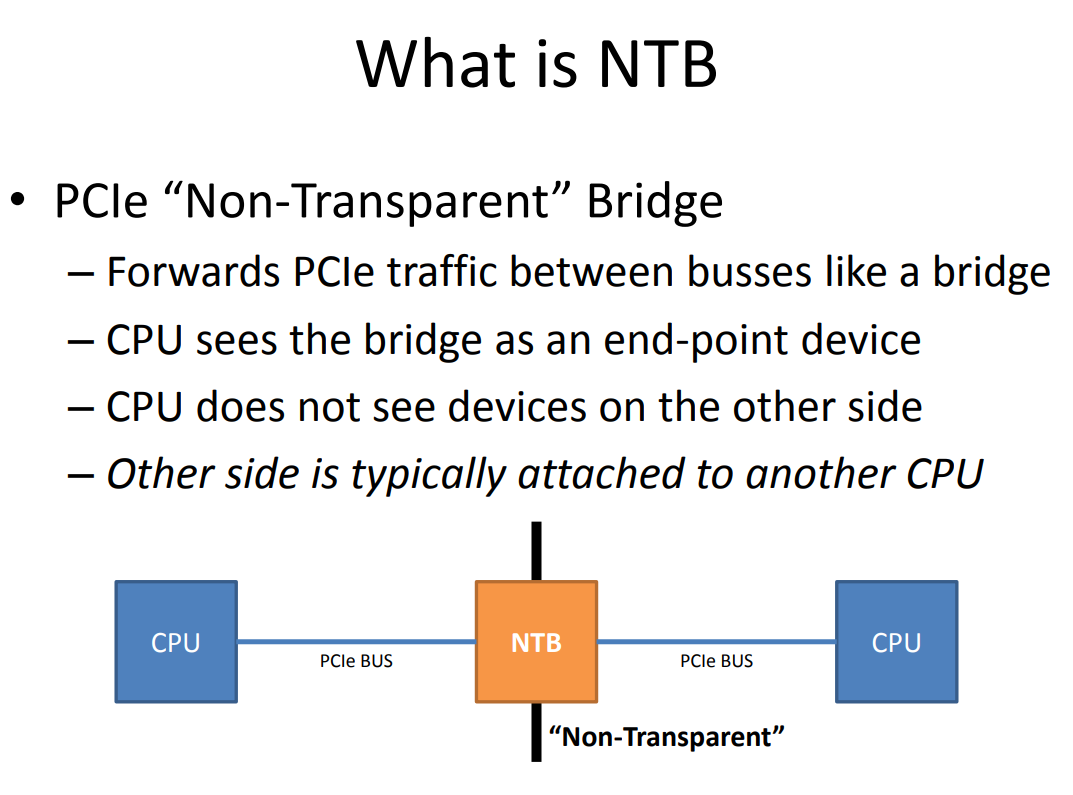 What is NTB
• PCIe “Non-Transparent” Bridge
– Forwards PCIe traffic between busses like a bridge
– CPU sees the bridge as an end-point device
– CPU does not see devices on the other side
– Other side is typically attached to another CPU
CPU
PCIe BUS
NTB
PCIe BUS
CPU
“Non-Transparent”